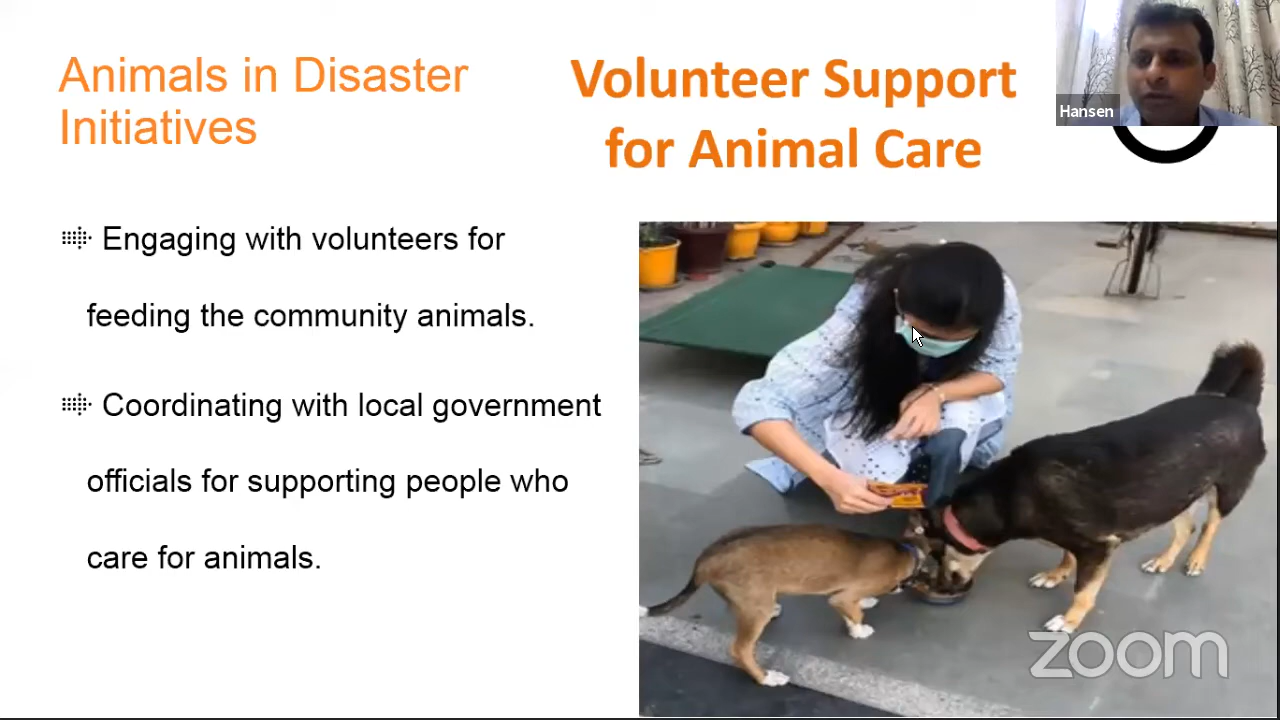 Animals in Disaster
Initiatives
Volunteer Support
for Animal Care
Hansen
Engaging with volunteers for
feeding the community animals.
Coordinating with local government
officials for supporting people who
care for animals.
zoom